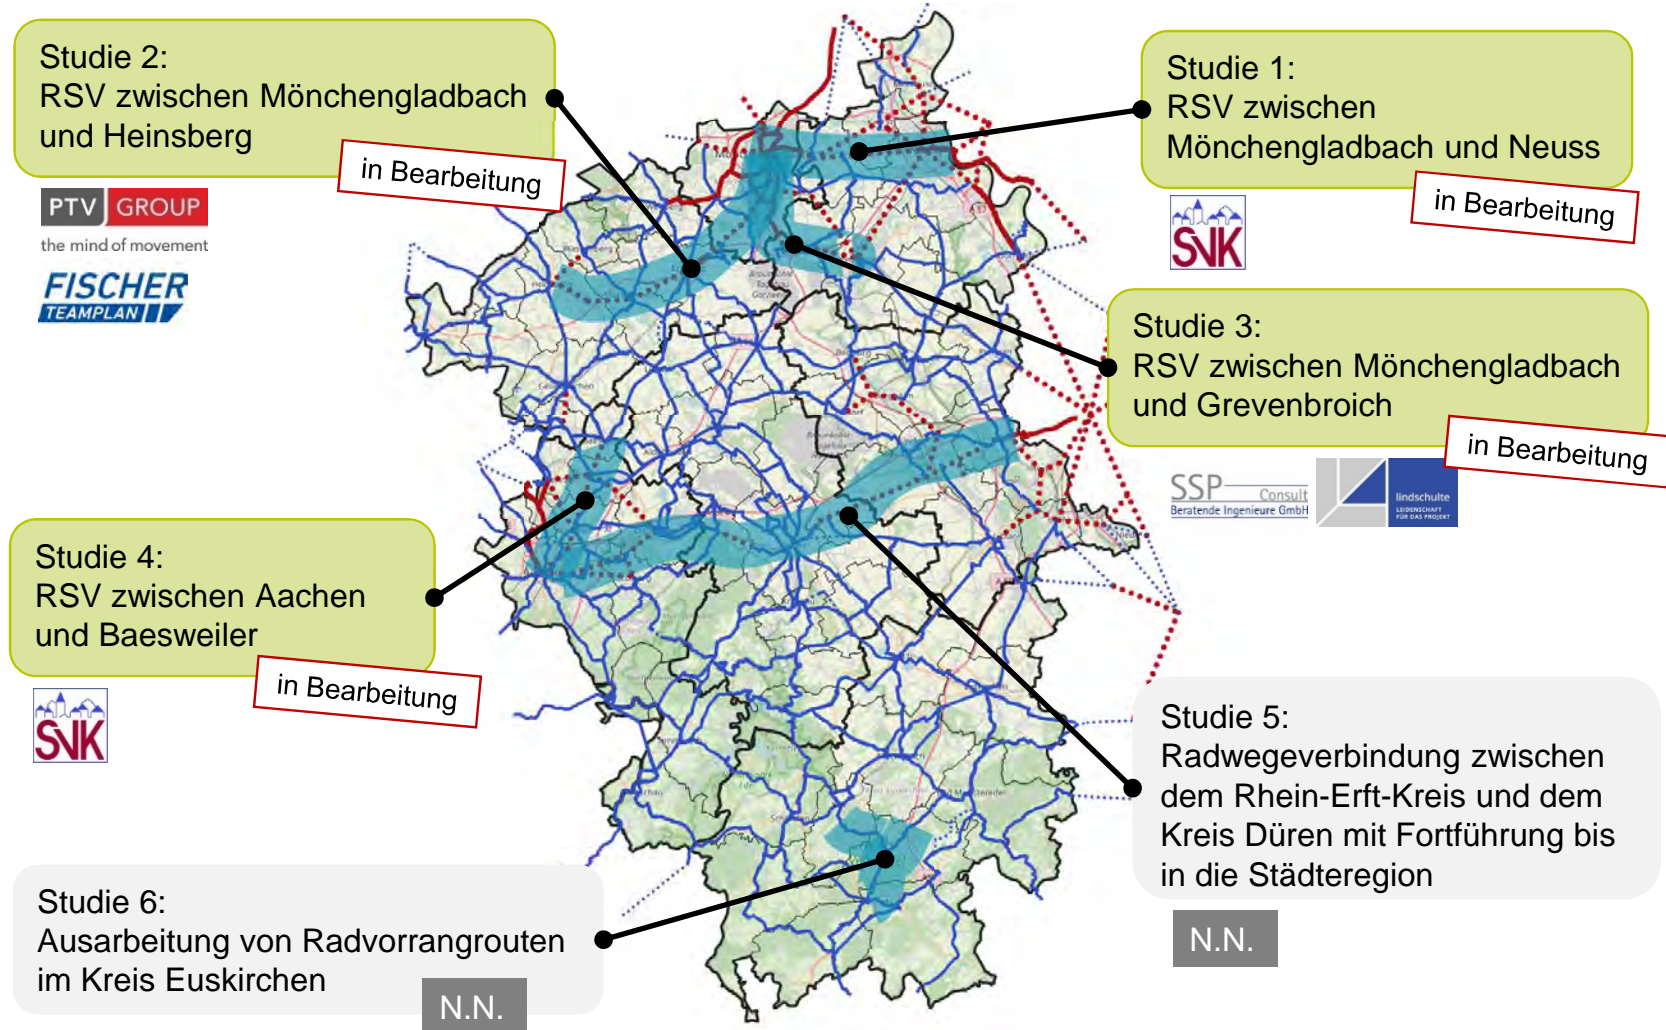 Studie 2:
RSV zwischen Mönchengladbach
und Heinsberg
in Bearbeitung
PTV GROUP
the mind of movement
FISCHER
TEAMPLAN
Studie 1:
RSV zwischen
Mönchengladbach und Neuss
in Bearbeitung
SVK
Studie 3:
RSV zwischen Mönchengladbach
und Grevenbroich
in Bearbeitung
SSP Consult
Beratende Ingenieure GmbH
lindschulte
LEIDENSCHAFT
FÜR DAS PROJEKT
Studie 4:
RSV zwischen Aachen
und Baesweiler
in Bearbeitung
SVK
Studie 5:
Radwegeverbindung zwischen
dem Rhein-Erft-Kreis und dem
Kreis Düren mit Fortführung bis
in die Städteregion
N.N.
Studie 6:
Ausarbeitung von Radvorrangrouten
im Kreis Euskirchen
N.N.